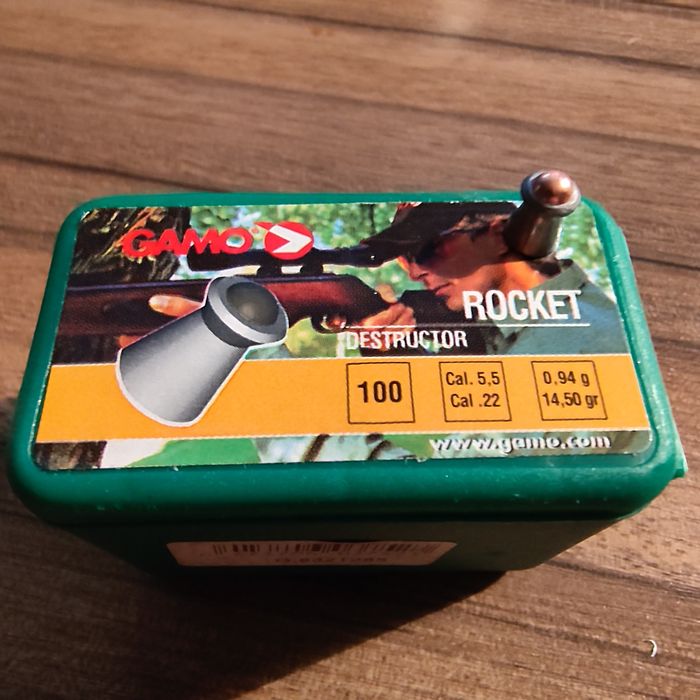 GAMO
ROCKET
DESTRUCTOR
100
Cal. 5,5
Cal .22
0,94 g
14,50 gr
www.gamo.com